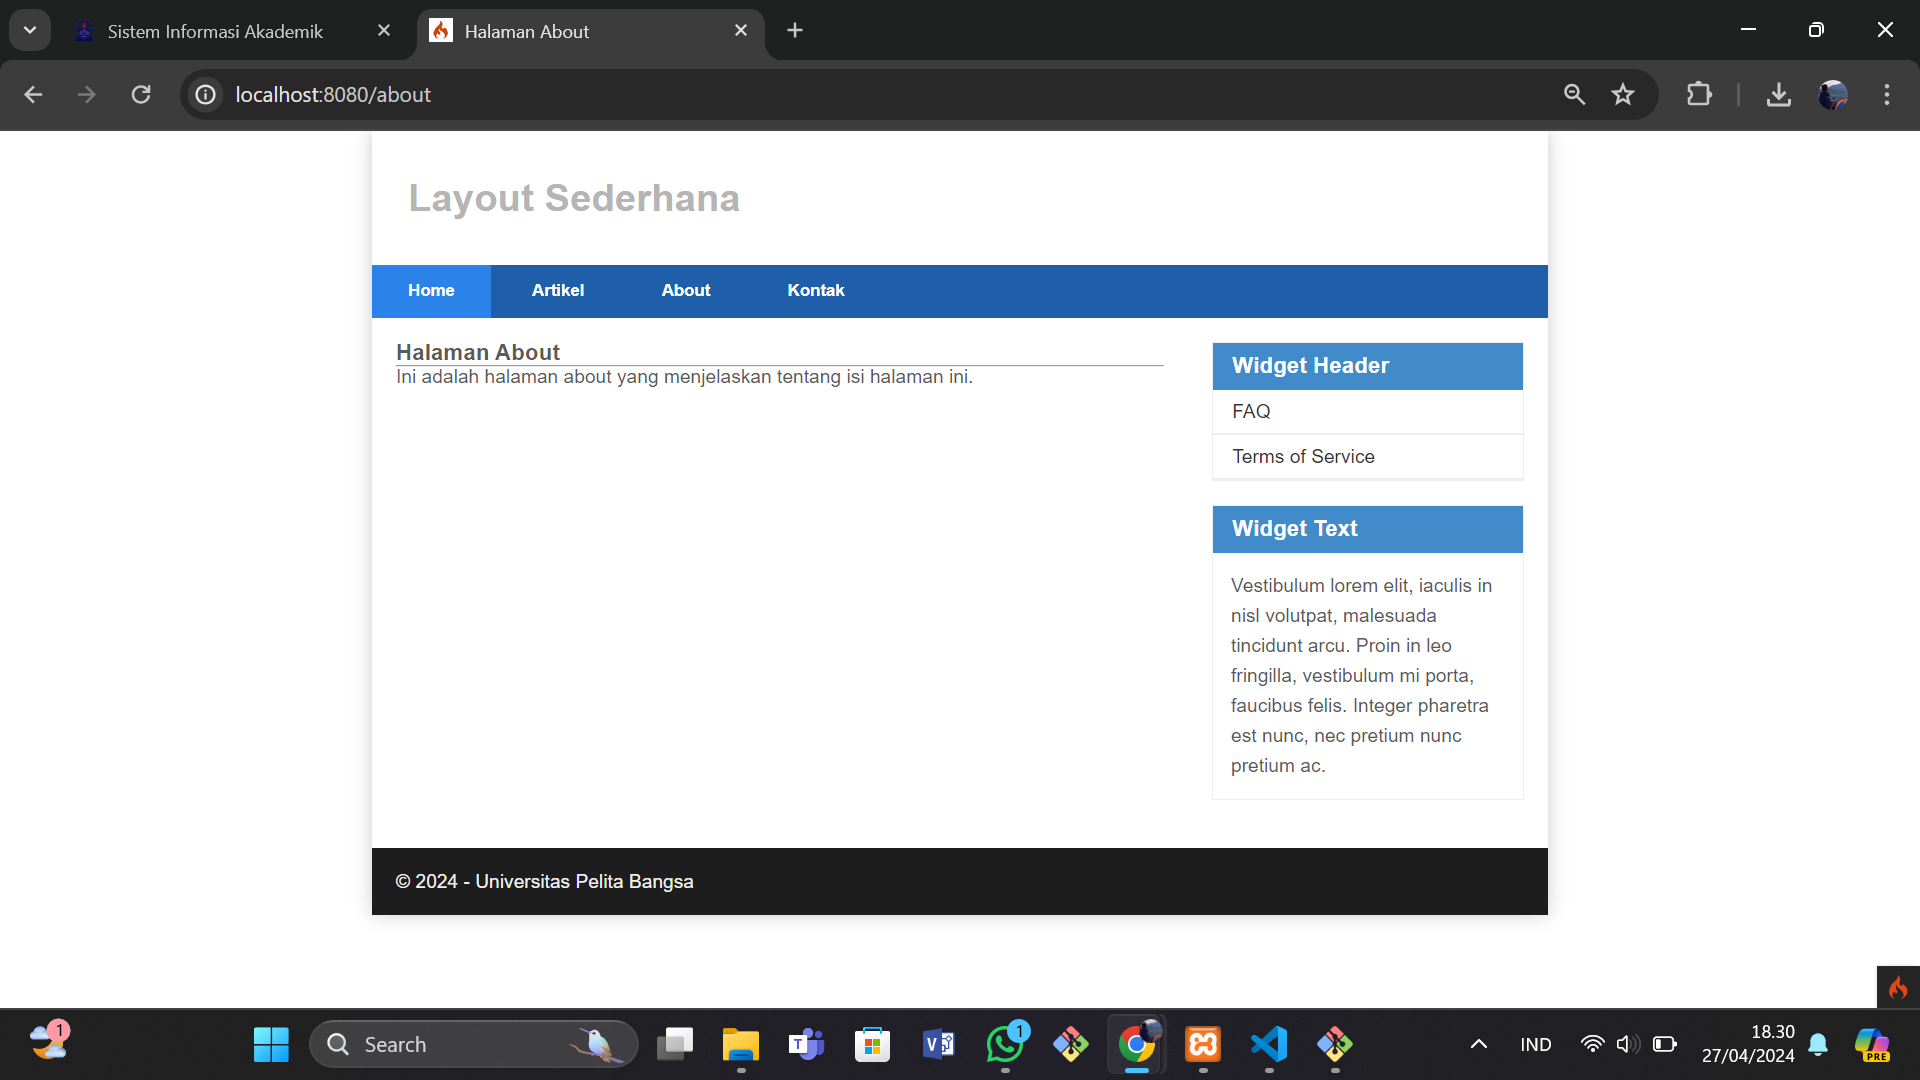 Sistem Informasi Akademik
Halaman About
localhost:8080/about
Layout Sederhana
Home
Artikel
About
Kontak
Halaman About
Ini adalah halaman about yang menjelaskan tentang isi halaman ini.
Widget Header
FAQ
Terms of Service
Widget Text
Vestibulum lorem elit, iaculis in
nisl volutpat, malesuada
tincidunt arcu. Proin in leo
fringilla, vestibulum mi porta,
faucibus felis. Integer pharetra
est nunc, nec pretium nunc
pretium ac.
© 2024 - Universitas Pelita Bangsa
1
Search
T
V
1
IND
18.30
27/04/2024
PRE